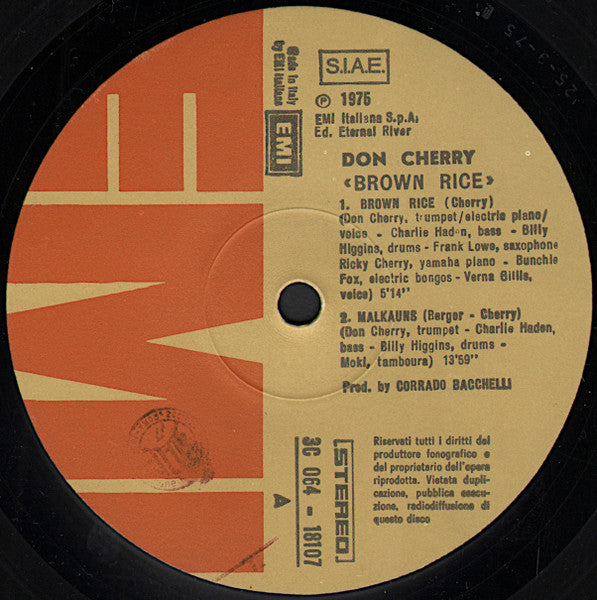 S.I.A.E.
Made in Italy
by EMI Italiana
EMI
℗ 1975
EMI Italiana S.p.A.
Ed. Eternal River
DON CHERRY
«BROWN RICE»
1. BROWN RICE (Cherry)
(Don Cherry, trumpet/electric piano/
voice - Charlie Haden, bass - Billy
Higgins, drums - Frank Lowe, saxophone
Ricky Cherry, yamaha piano - Bunchie
Fox, electric bongos - Verna Gillis,
voice) 5'14"
2. MALKAUNS (Berger - Cherry)
(Don Cherry, trumpet - Charlie Haden,
bass - Billy Higgins, drums -
Moki, tamboura) 13'59"
Prod. by CORRADO BACCHELLI
STEREO
3C 064 - 18107
A
Riservati tutti i diritti del
produttore fonografico e
del proprietario dell'opera
riprodotta. Vietata dupli-
cazione, pubblica esecu-
zione, radiodiffusione di
questo disco
EMI
25-3-75